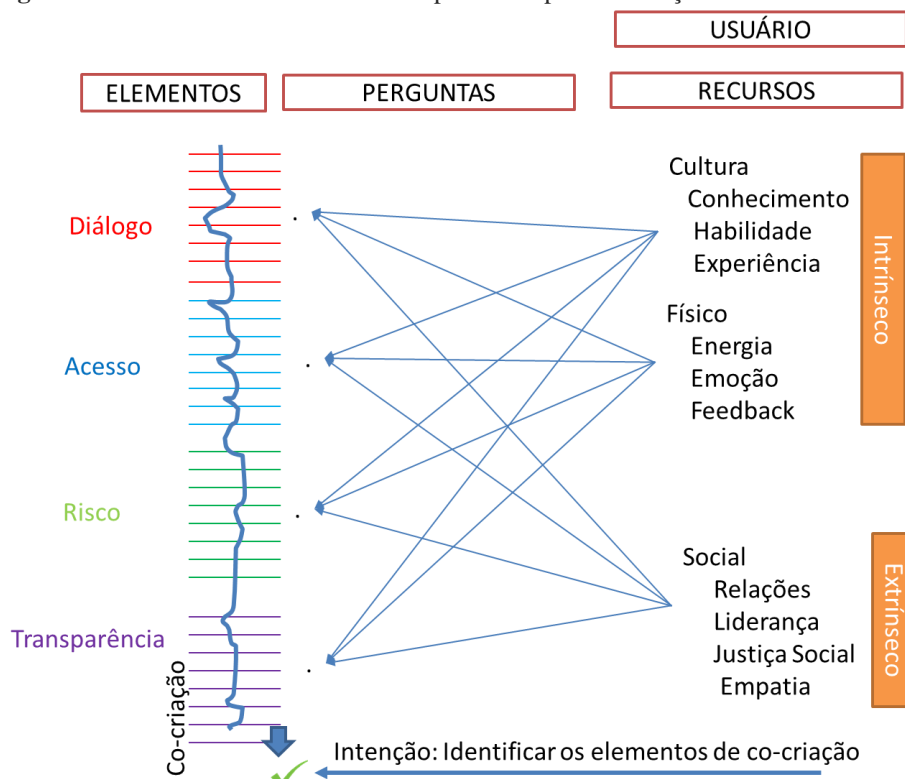 USUÁRIO
ELEMENTOS
PERGUNTAS
RECURSOS
Cultura
Conhecimento
Habilidade
Experiência
Intrínseco
Diálogo
Físico
Energia
Emoção
Feedback
Acesso
Risco
Social
Relações
Liderança
Justiça Social
Empatia
Extrínseco
Transparência
Co-criação
Intenção: Identificar os elementos de co-criação